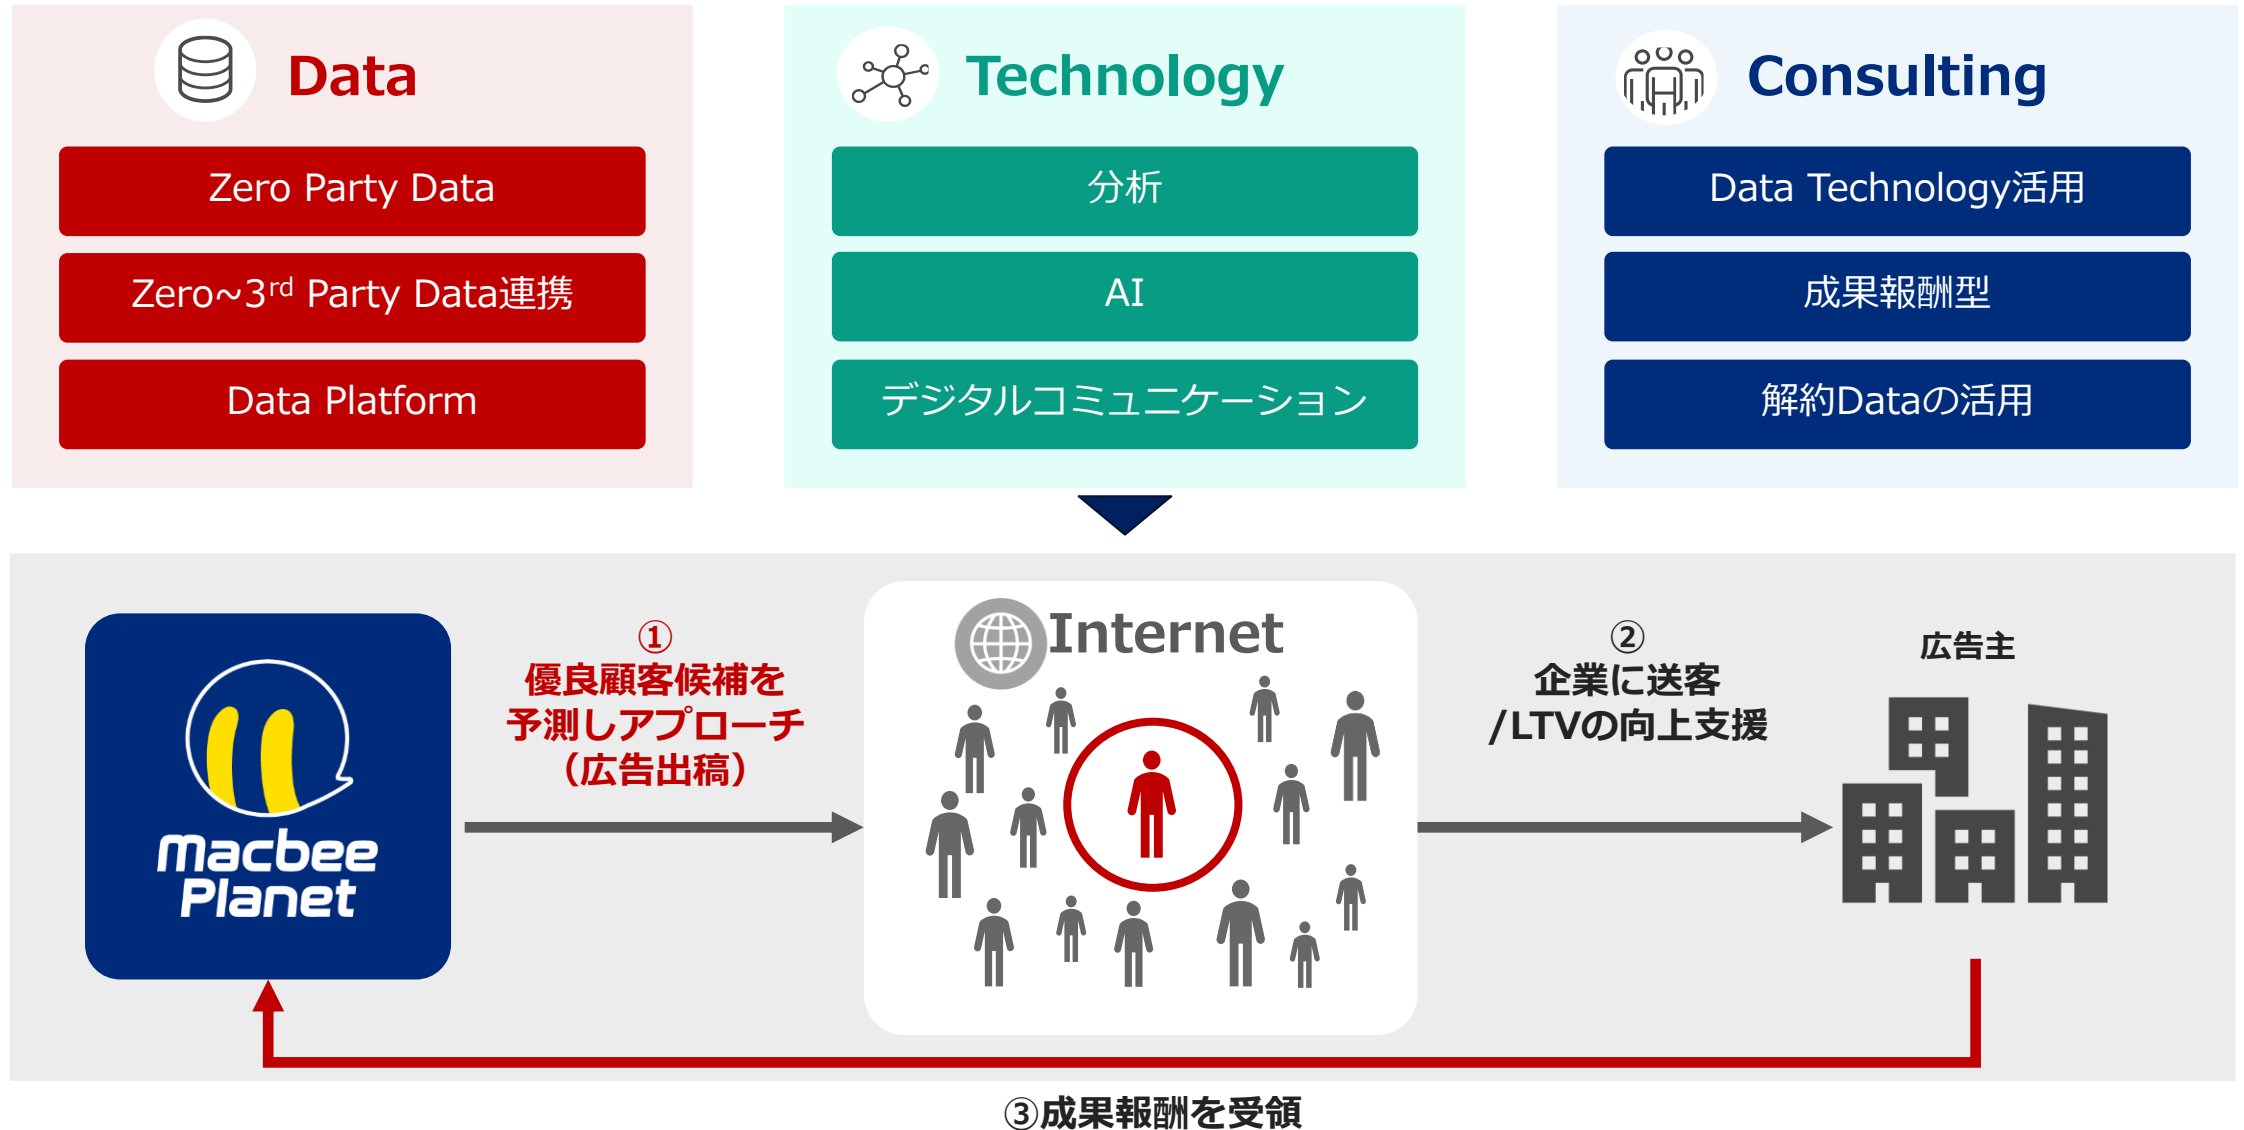 Data
Zero Party Data
Zero~3rd Party Data連携
Data Platform
Technology
分析
AI
デジタルコミュニケーション
Consulting
Data Technology活用
成果報酬型
解約Dataの活用
macbee
Planet
①
優良顧客候補を
予測しアプローチ
（広告出稿）
Internet
②
企業に送客
/LTVの向上支援
広告主
③成果報酬を受領